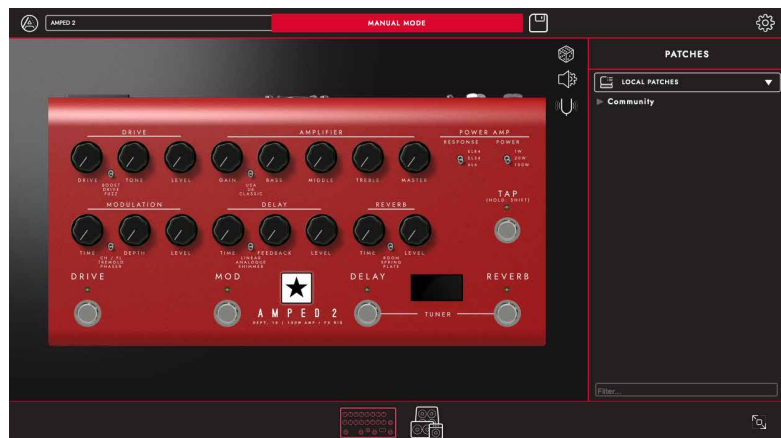 AMPED 2
MANUAL MODE
PATCHES
LOCAL PATCHES
Community
DRIVE
AMPLIFIER
POWER AMP
RESPONSE
POWER
DRIVE
TONE
LEVEL
BOOST
DRIVE
FUZZ
GAIN
BASS
MIDDLE
TREBLE
MASTER
USA
UK
CLASSIC
EL84
EL34
6L6
1W
20W
100W
TAP
(HOLD: SHIFT)
MODULATION
DELAY
REVERB
TIME
DEPTH
LEVEL
CH / FL
TREMOLO
PHASER
TIME
FEEDBACK
LEVEL
LINEAR
ANALOGUE
SHIMMER
TIME
LEVEL
ROOM
SPRING
PLATE
DRIVE
MOD
DELAY
REVERB
AMPED 2
DEPT. 10 | 100W AMP / FX RIG
TUNER
Filter...